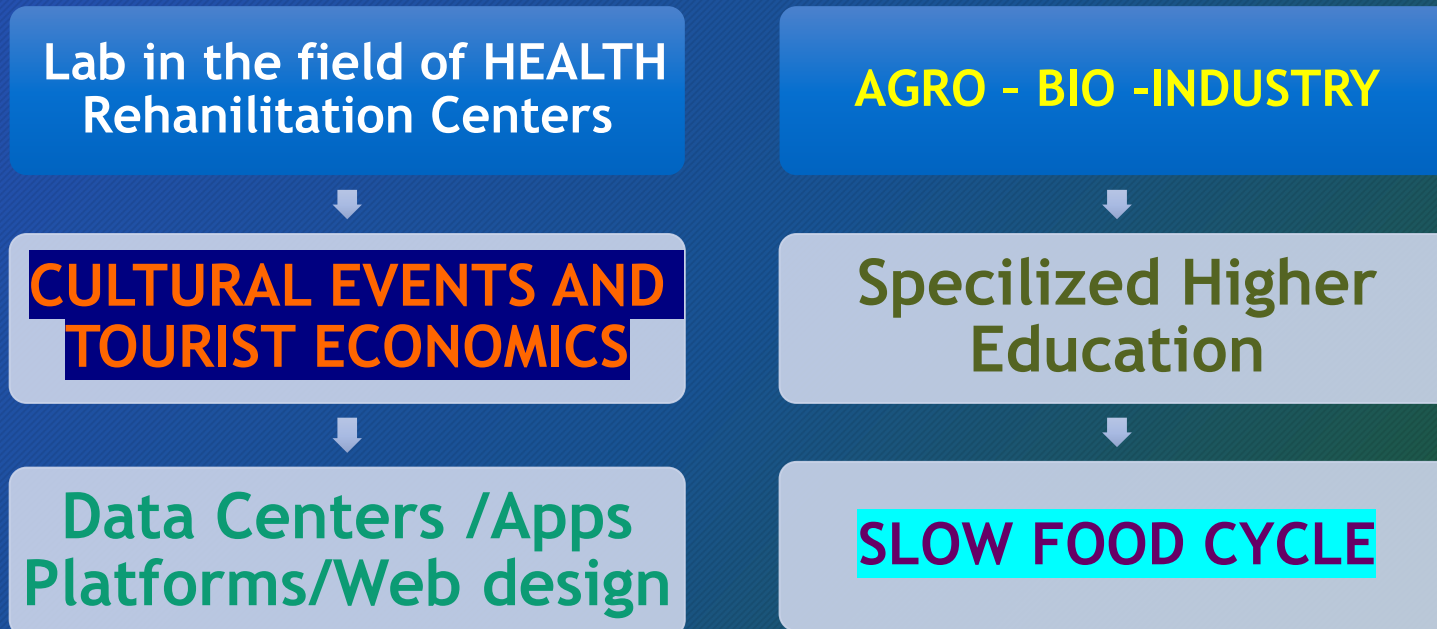 Lab in the field of HEALTH
Rehanilitation Centers
CULTURAL EVENTS AND
TOURIST ECONOMICS
Data Centers /Apps
Platforms/Web design
AGRO – BIO -INDUSTRY
Specilized Higher
Education
SLOW FOOD CYCLE